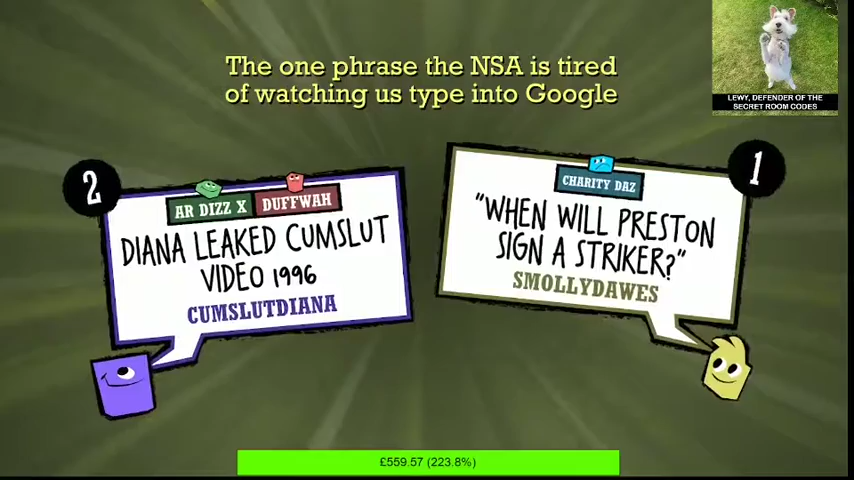 The one phrase the NSA is tired
of watching us type into Google
LEWY, DEFENDER OF THE
SECRET ROOM CODES
2
AR DIZZ X DUFFWAH
DIANA LEAKED CUMSLUT
VIDEO 1996
CUMSLUTDIANA
1
CHARITY DAZ
"WHEN WILL PRESTON
SIGN A STRIKER?"
SMOLLYDAWES
£559.57 (223.8%)